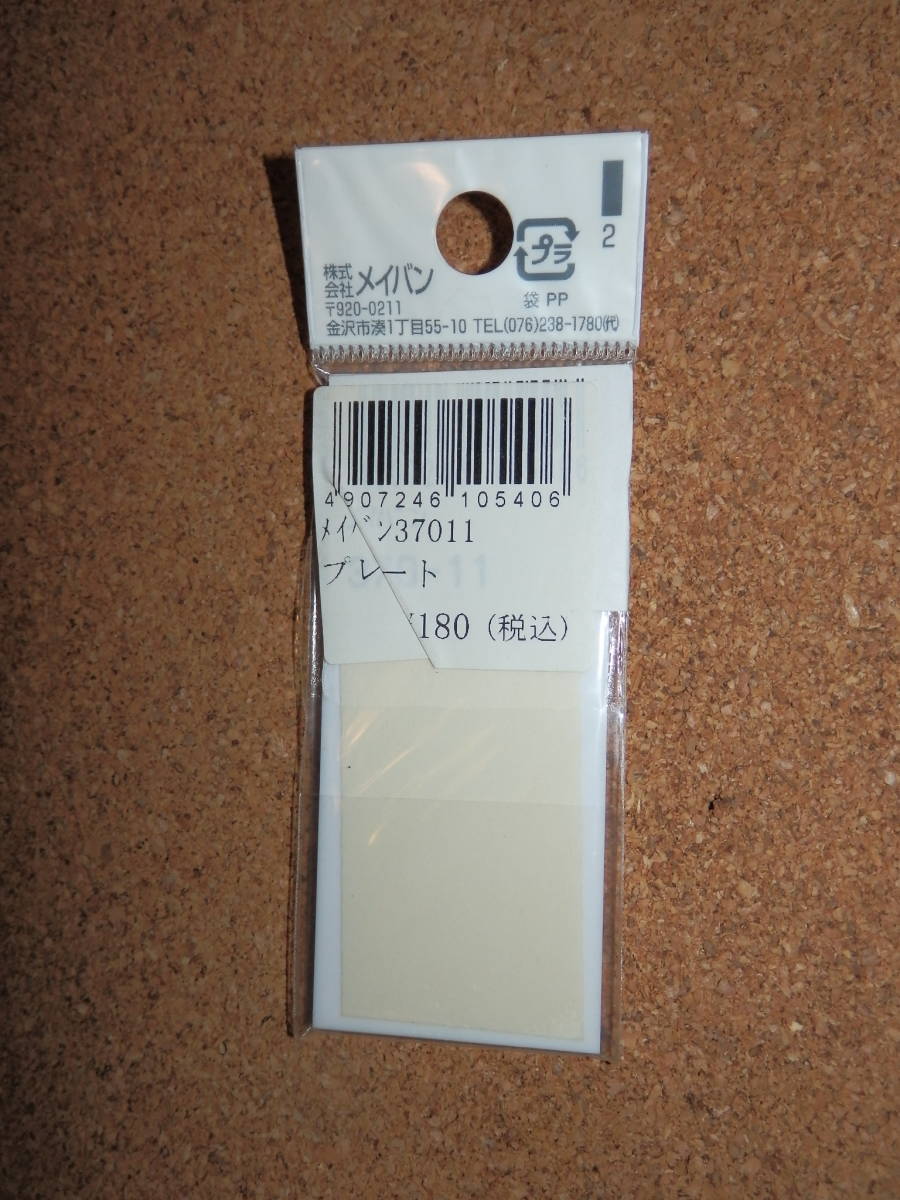 2
プラ
袋 PP
株式会社メイバン
〒920-0211
金沢市湊1丁目55-10 TEL(076)238-1780(代)
4907246105406
ﾒｲﾊﾞﾝ37011
プレート
¥180（税込）